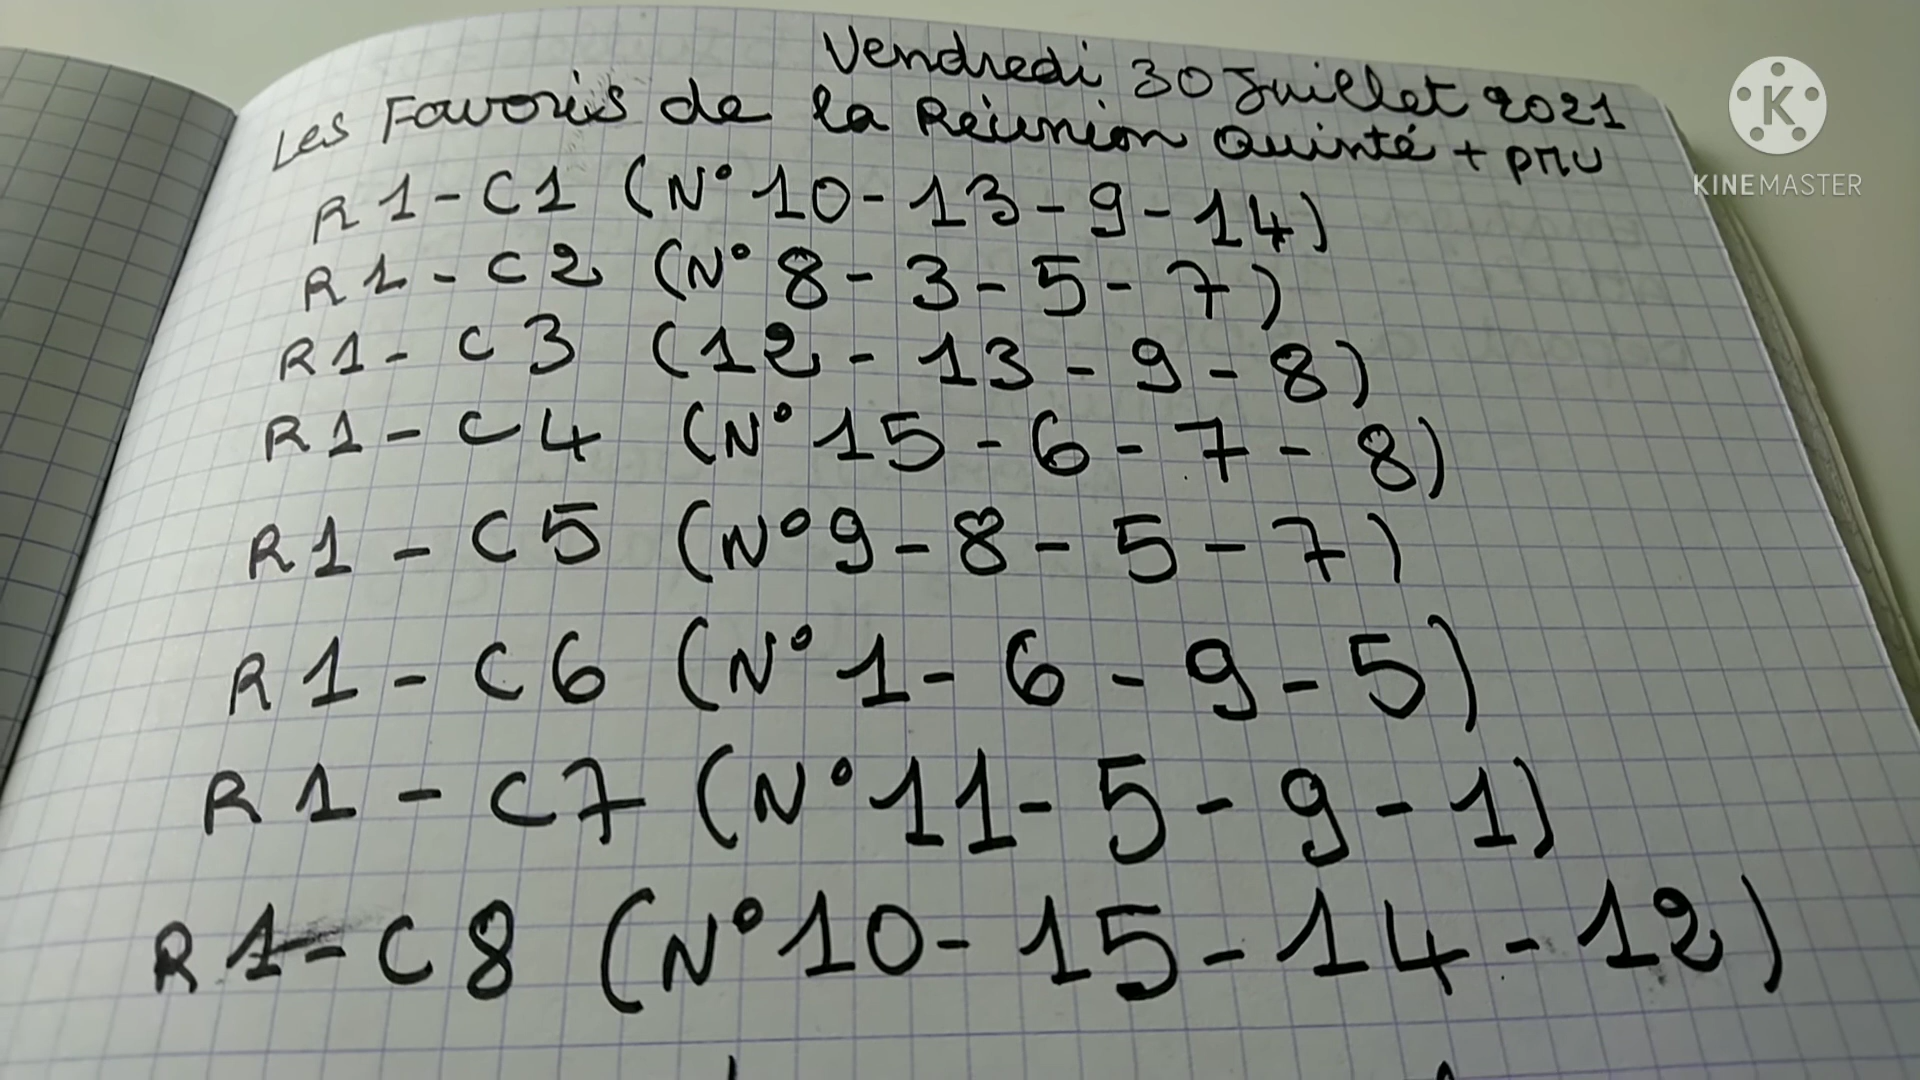 Vendredi 30 Juillet 2021
Les Favoris de la Réunion Quinté + PMU
R1-C1 (N°10-13-9-14)
R1-C2 (N°8-3-5-7)
R1-C3 (12-13-9-8)
R1-C4 (N°15-6-7-8)
R1-C5 (N°9-8-5-7)
R1-C6 (N°1-6-9-5)
R1-C7 (N°11-5-9-1)
R1-C8 (N°10-15-14-12)
K
KINEMASTER